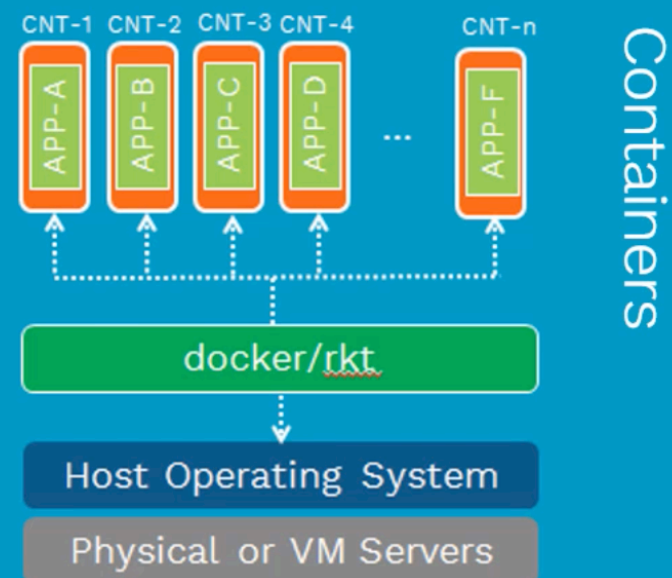 CNT-1 CNT-2 CNT-3 CNT-4 CNT-n
APP-A APP-B APP-C APP-D ... APP-F
Containers
docker/rkt
Host Operating System
Physical or VM Servers